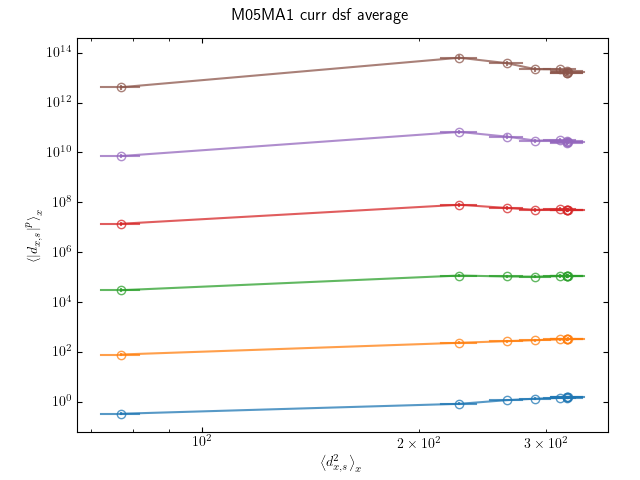 M05MA1 curr dsf average
10^14
10^12
10^10
10^8
10^6
10^4
10^2
10^0
⟨|d_{x,s}|^p⟩_x
10^2
2 × 10^2
3 × 10^2
⟨d^2_{x,s}⟩_x